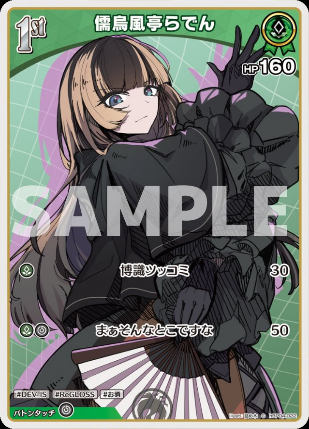 1st
儒烏風亭らでん
HP160
SAMPLE
博識ツッコミ 30
まぁそんなとこですな 50
#DEV_IS #ReGLOSS #お酒
バトンタッチ